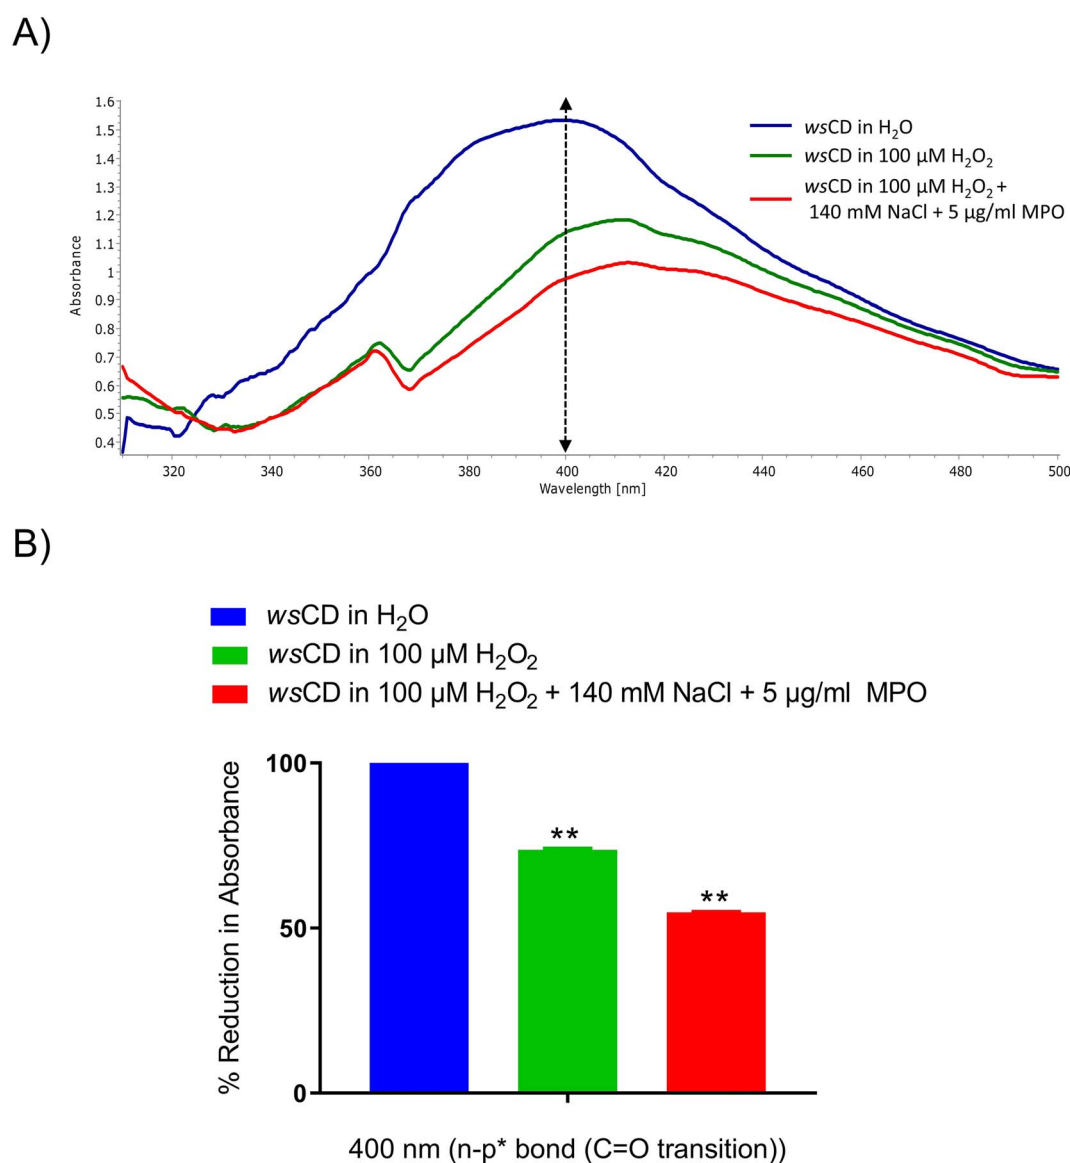 A)
Absorbance
1.6
1.5
1.4
1.3
1.2
1.1
1
0.9
0.8
0.7
0.6
0.5
0.4
320 340 360 380 400 420 440 460 480 500
Wavelength [nm]
wsCD in H₂O
wsCD in 100 µM H₂O₂
wsCD in 100 µM H₂O₂ +
140 mM NaCl + 5 µg/ml MPO
B)
wsCD in H₂O
wsCD in 100 µM H₂O₂
wsCD in 100 µM H₂O₂ + 140 mM NaCl + 5 µg/ml MPO
% Reduction in Absorbance
100
50
0
**
**
400 nm (n-p* bond (C=O transition))